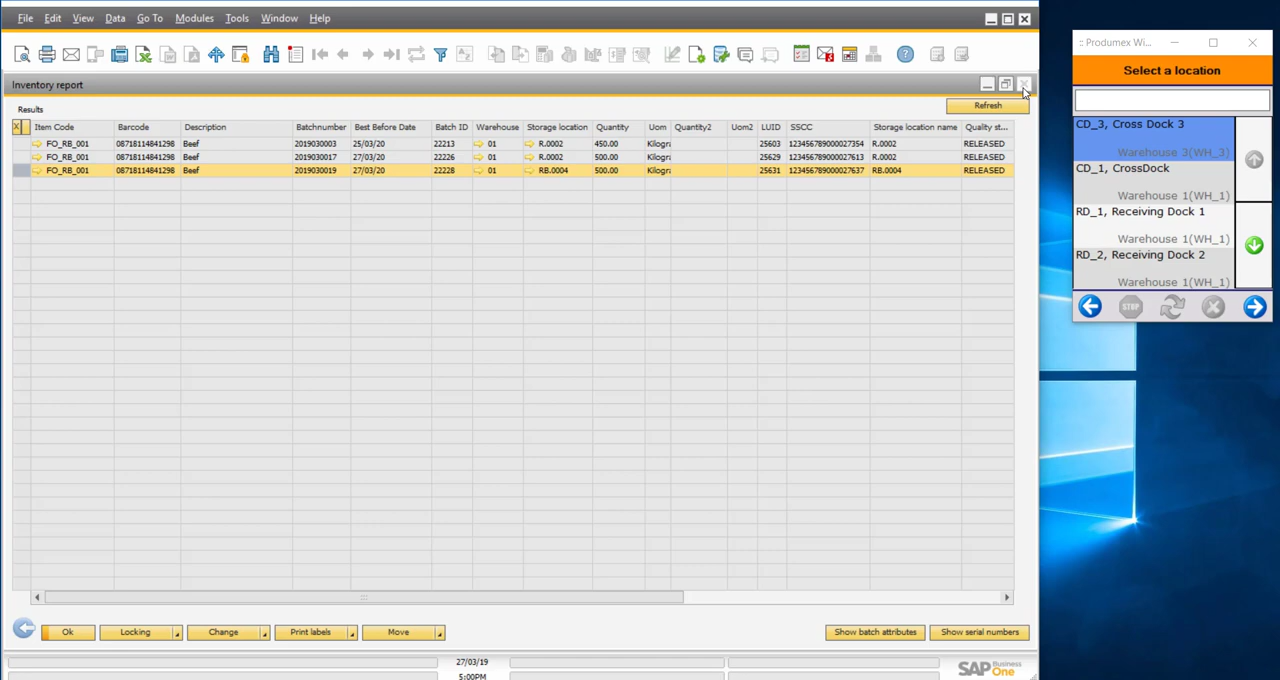 File Edit View Data Go To Modules Tools Window Help
Inventory report
Results
Refresh
X Item Code Barcode Description Batchnumber Best Before Date Batch ID Warehouse Storage location Quantity Uom Quantity2 Uom2 LUID SSCC Storage location name Quality st...
FO_RB_001 08718114841298 Beef 2019030003 25/03/20 22213 01 R.0002 450.00 Kilogra 25603 123456789000027354 R.0002 RELEASED
FO_RB_001 08718114841298 Beef 2019030017 27/03/20 22226 01 R.0002 500.00 Kilogra 25629 123456789000027613 R.0002 RELEASED
FO_RB_001 08718114841298 Beef 2019030019 27/03/20 22228 01 RB.0004 500.00 Kilogra 25631 123456789000027637 RB.0004 RELEASED
Ok Locking Change Print labels Move Show batch attributes Show serial numbers
27/03/19
5:00PM
SAP Business One
:: Produmex Wi...
Select a location
CD_3, Cross Dock 3
Warehouse 3(WH_3)
CD_1, CrossDock
Warehouse 1(WH_1)
RD_1, Receiving Dock 1
Warehouse 1(WH_1)
RD_2, Receiving Dock 2
Warehouse 1(WH_1)
STOP